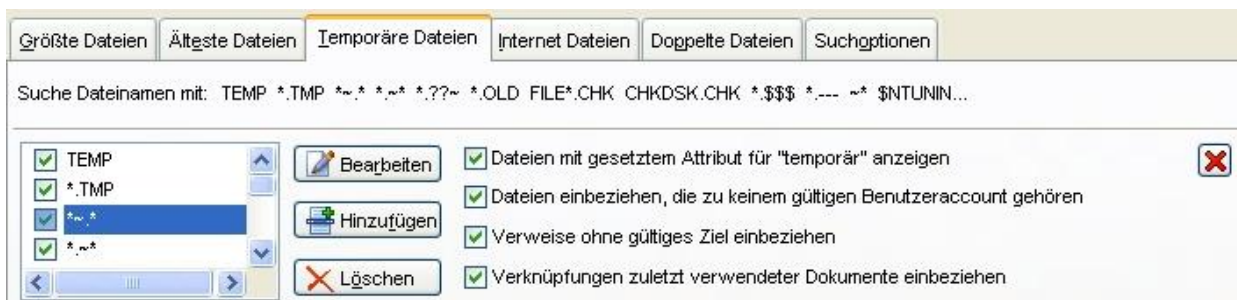 Größte Dateien Älteste Dateien Temporäre Dateien Internet Dateien Doppelte Dateien Suchoptionen
Suche Dateinamen mit: TEMP *.TMP *~.* *.~* *.??~ *.OLD FILE*.CHK CHKDSK.CHK *.$$$ *.--- ~* $NTUNIN...
TEMP
*.TMP
*~.*
*.~*
Bearbeiten
Hinzufügen
Löschen
Dateien mit gesetztem Attribut für "temporär" anzeigen
Dateien einbeziehen, die zu keinem gültigen Benutzeraccount gehören
Verweise ohne gültiges Ziel einbeziehen
Verknüpfungen zuletzt verwendeter Dokumente einbeziehen